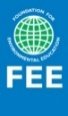 FOUNDATION FOR
ENVIRONMENTAL EDUCATION
FEE